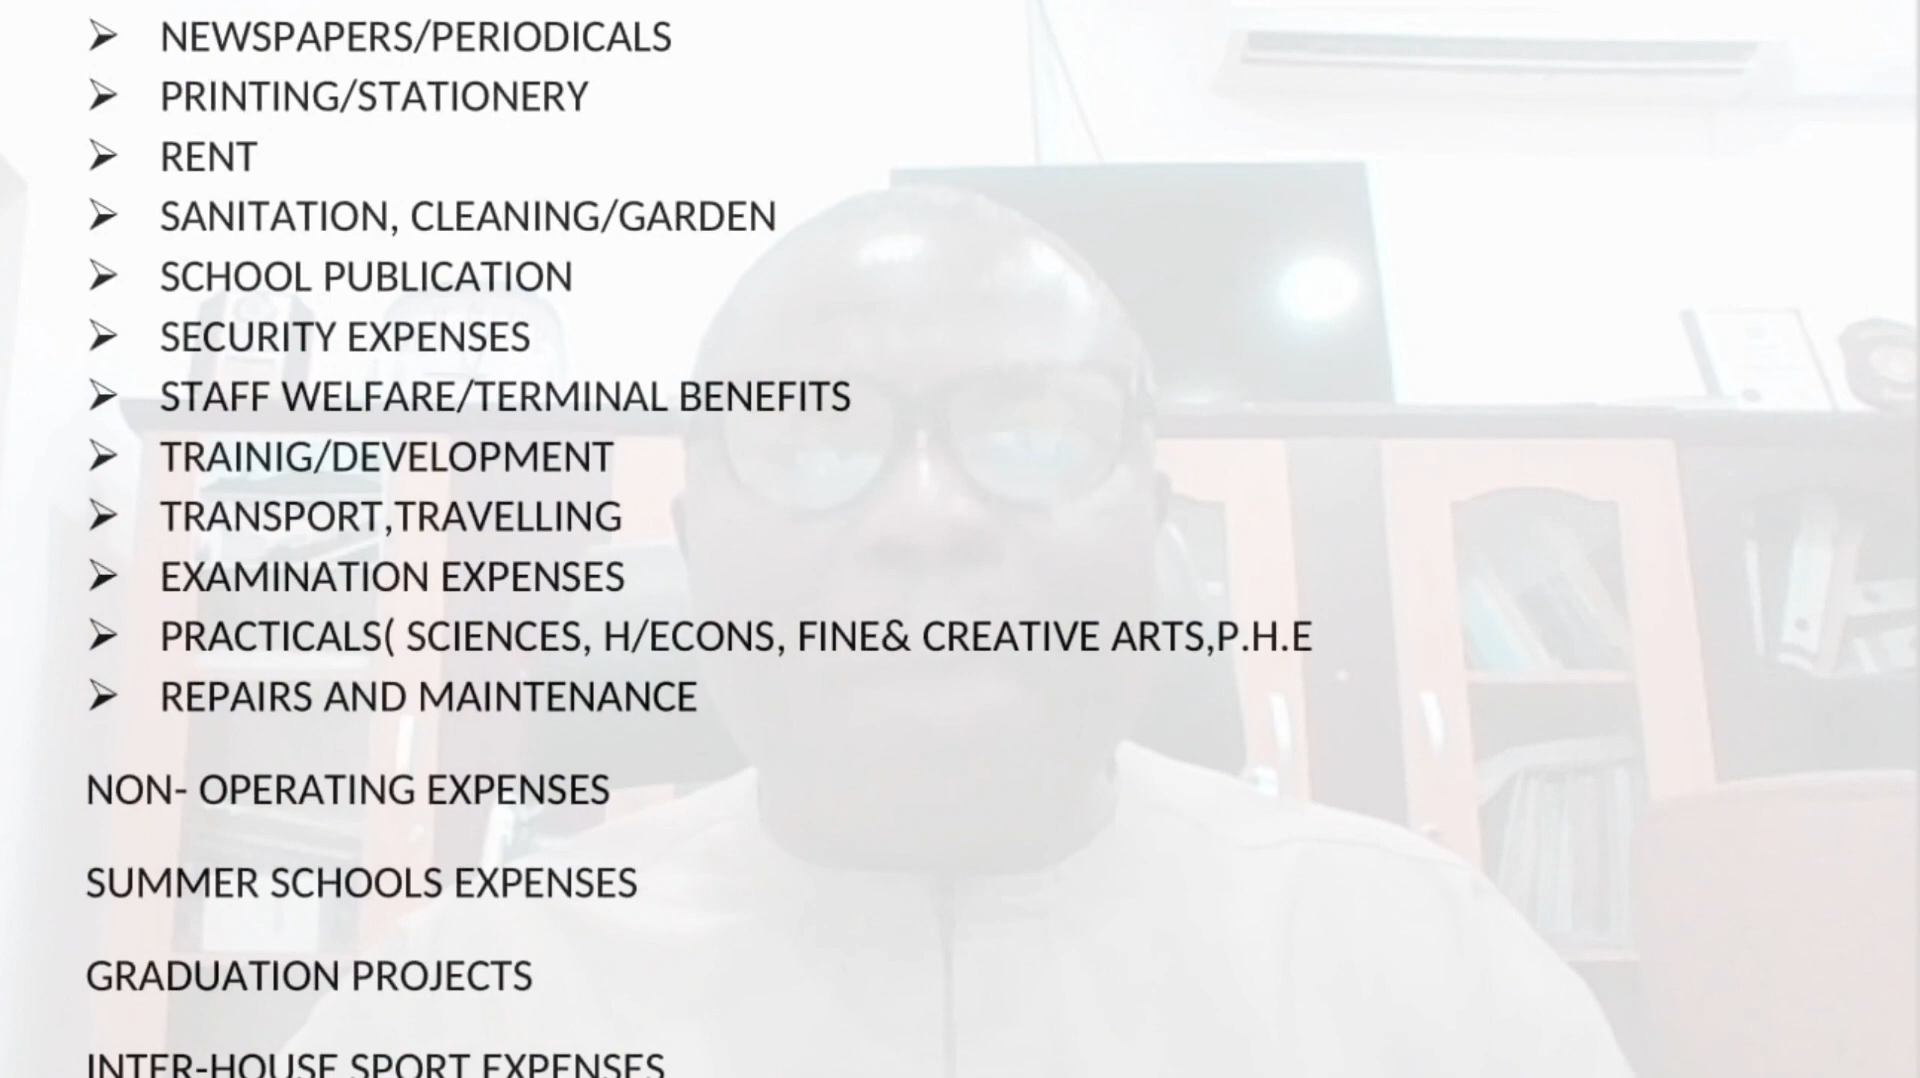 ➢ NEWSPAPERS/PERIODICALS
➢ PRINTING/STATIONERY
➢ RENT
➢ SANITATION, CLEANING/GARDEN
➢ SCHOOL PUBLICATION
➢ SECURITY EXPENSES
➢ STAFF WELFARE/TERMINAL BENEFITS
➢ TRAINIG/DEVELOPMENT
➢ TRANSPORT,TRAVELLING
➢ EXAMINATION EXPENSES
➢ PRACTICALS( SCIENCES, H/ECONS, FINE& CREATIVE ARTS,P.H.E
➢ REPAIRS AND MAINTENANCE
NON- OPERATING EXPENSES
SUMMER SCHOOLS EXPENSES
GRADUATION PROJECTS
INTER-HOUSE SPORT EXPENSES